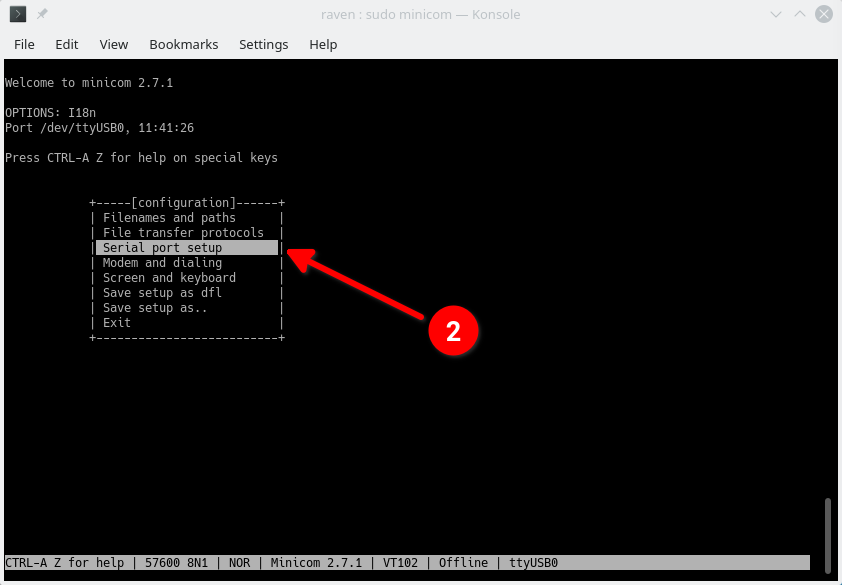 raven : sudo minicom — Konsole
File Edit View Bookmarks Settings Help
Welcome to minicom 2.7.1
OPTIONS: I18n
Port /dev/ttyUSB0, 11:41:26
Press CTRL-A Z for help on special keys
+-----[configuration]------+
| Filenames and paths      |
| File transfer protocols  |
| Serial port setup        |
| Modem and dialing        |
| Screen and keyboard      |
| Save setup as dfl        |
| Save setup as..          |
| Exit                     |
+--------------------------+
2
CTRL-A Z for help | 57600 8N1 | NOR | Minicom 2.7.1 | VT102 | Offline | ttyUSB0